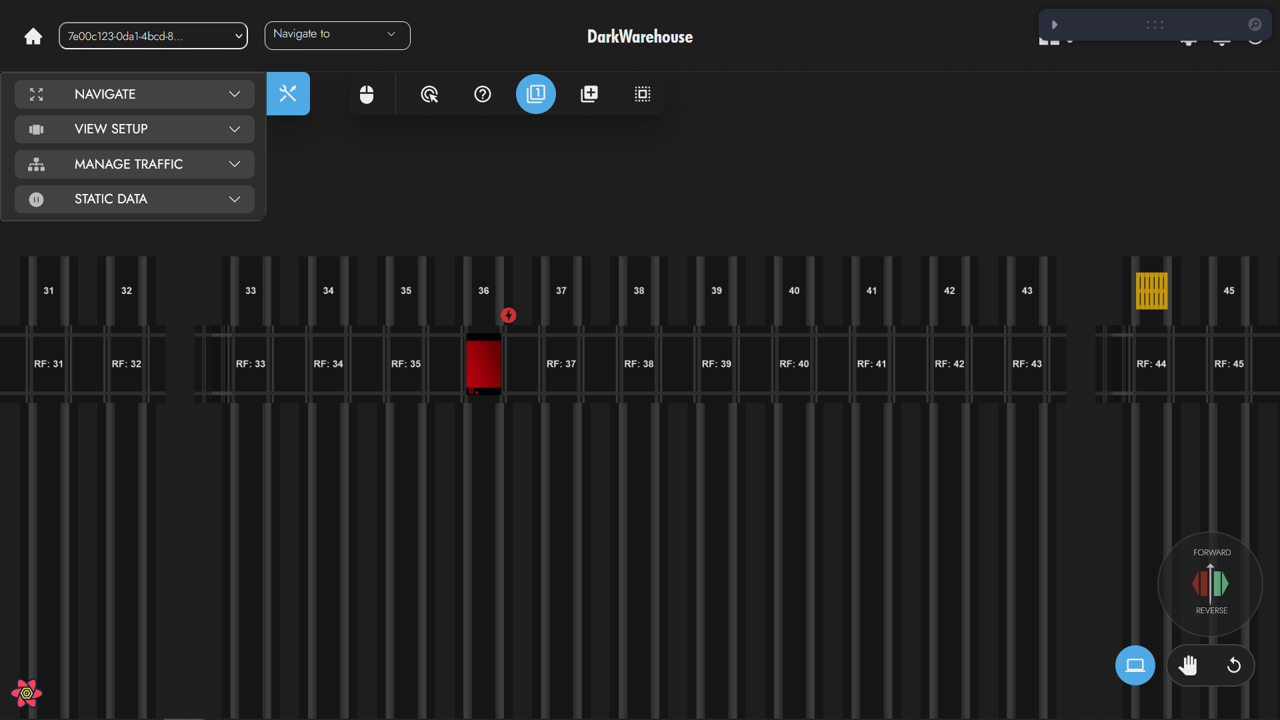 7e00c123-0da1-4bcd-8...
Navigate to
DarkWarehouse
NAVIGATE
VIEW SETUP
MANAGE TRAFFIC
STATIC DATA
1
31 32 33 34 35 36 37 38 39 40 41 42 43 45
RF: 31 RF: 32 RF: 33 RF: 34 RF: 35 RF: 37 RF: 38 RF: 39 RF: 40 RF: 41 RF: 42 RF: 43 RF: 44 RF: 45
FORWARD
REVERSE